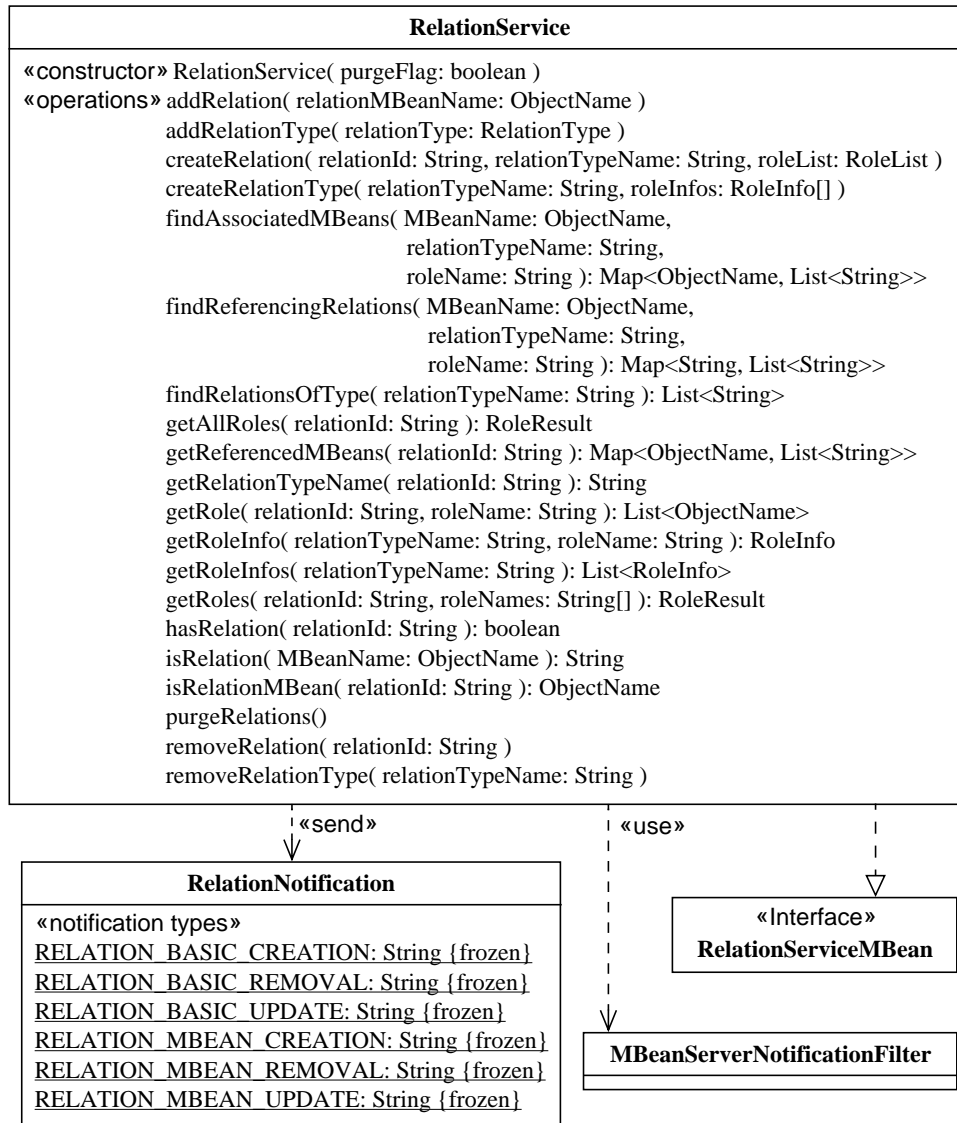 RelationService
«constructor» RelationService( purgeFlag: boolean )
«operations» addRelation( relationMBeanName: ObjectName )
addRelationType( relationType: RelationType )
createRelation( relationId: String, relationTypeName: String, roleList: RoleList )
createRelationType( relationTypeName: String, roleInfos: RoleInfo[] )
findAssociatedMBeans( MBeanName: ObjectName,
relationTypeName: String,
roleName: String ): Map<ObjectName, List<String>>
findReferencingRelations( MBeanName: ObjectName,
relationTypeName: String,
roleName: String ): Map<String, List<String>>
findRelationsOfType( relationTypeName: String ): List<String>
getAllRoles( relationId: String ): RoleResult
getReferencedMBeans( relationId: String ): Map<ObjectName, List<String>>
getRelationTypeName( relationId: String ): String
getRole( relationId: String, roleName: String ): List<ObjectName>
getRoleInfo( relationTypeName: String, roleName: String ): RoleInfo
getRoleInfos( relationTypeName: String ): List<RoleInfo>
getRoles( relationId: String, roleNames: String[] ): RoleResult
hasRelation( relationId: String ): boolean
isRelation( MBeanName: ObjectName ): String
isRelationMBean( relationId: String ): ObjectName
purgeRelations()
removeRelation( relationId: String )
removeRelationType( relationTypeName: String )
«send»
«use»
RelationNotification
«notification types»
RELATION_BASIC_CREATION: String {frozen}
RELATION_BASIC_REMOVAL: String {frozen}
RELATION_BASIC_UPDATE: String {frozen}
RELATION_MBEAN_CREATION: String {frozen}
RELATION_MBEAN_REMOVAL: String {frozen}
RELATION_MBEAN_UPDATE: String {frozen}
«Interface»
RelationServiceMBean
MBeanServerNotificationFilter